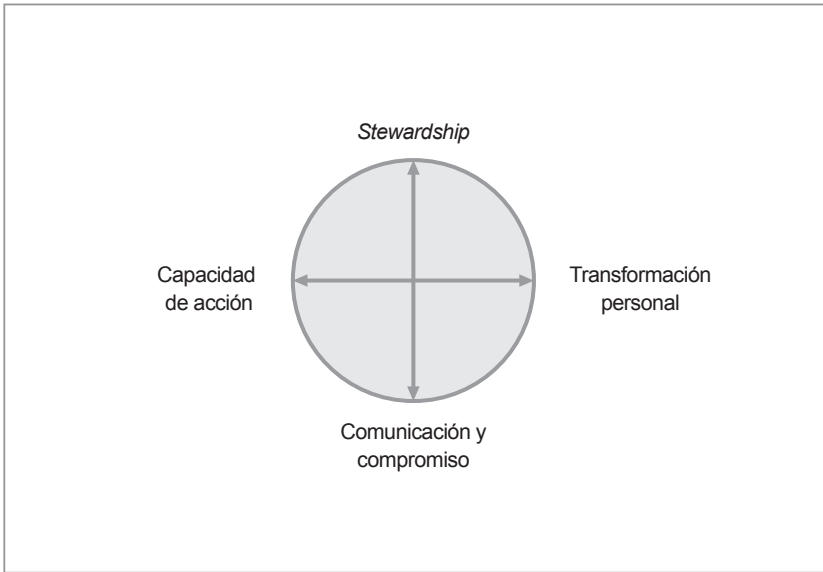 Stewardship
Capacidad
de acción
Transformación
personal
Comunicación y
compromiso